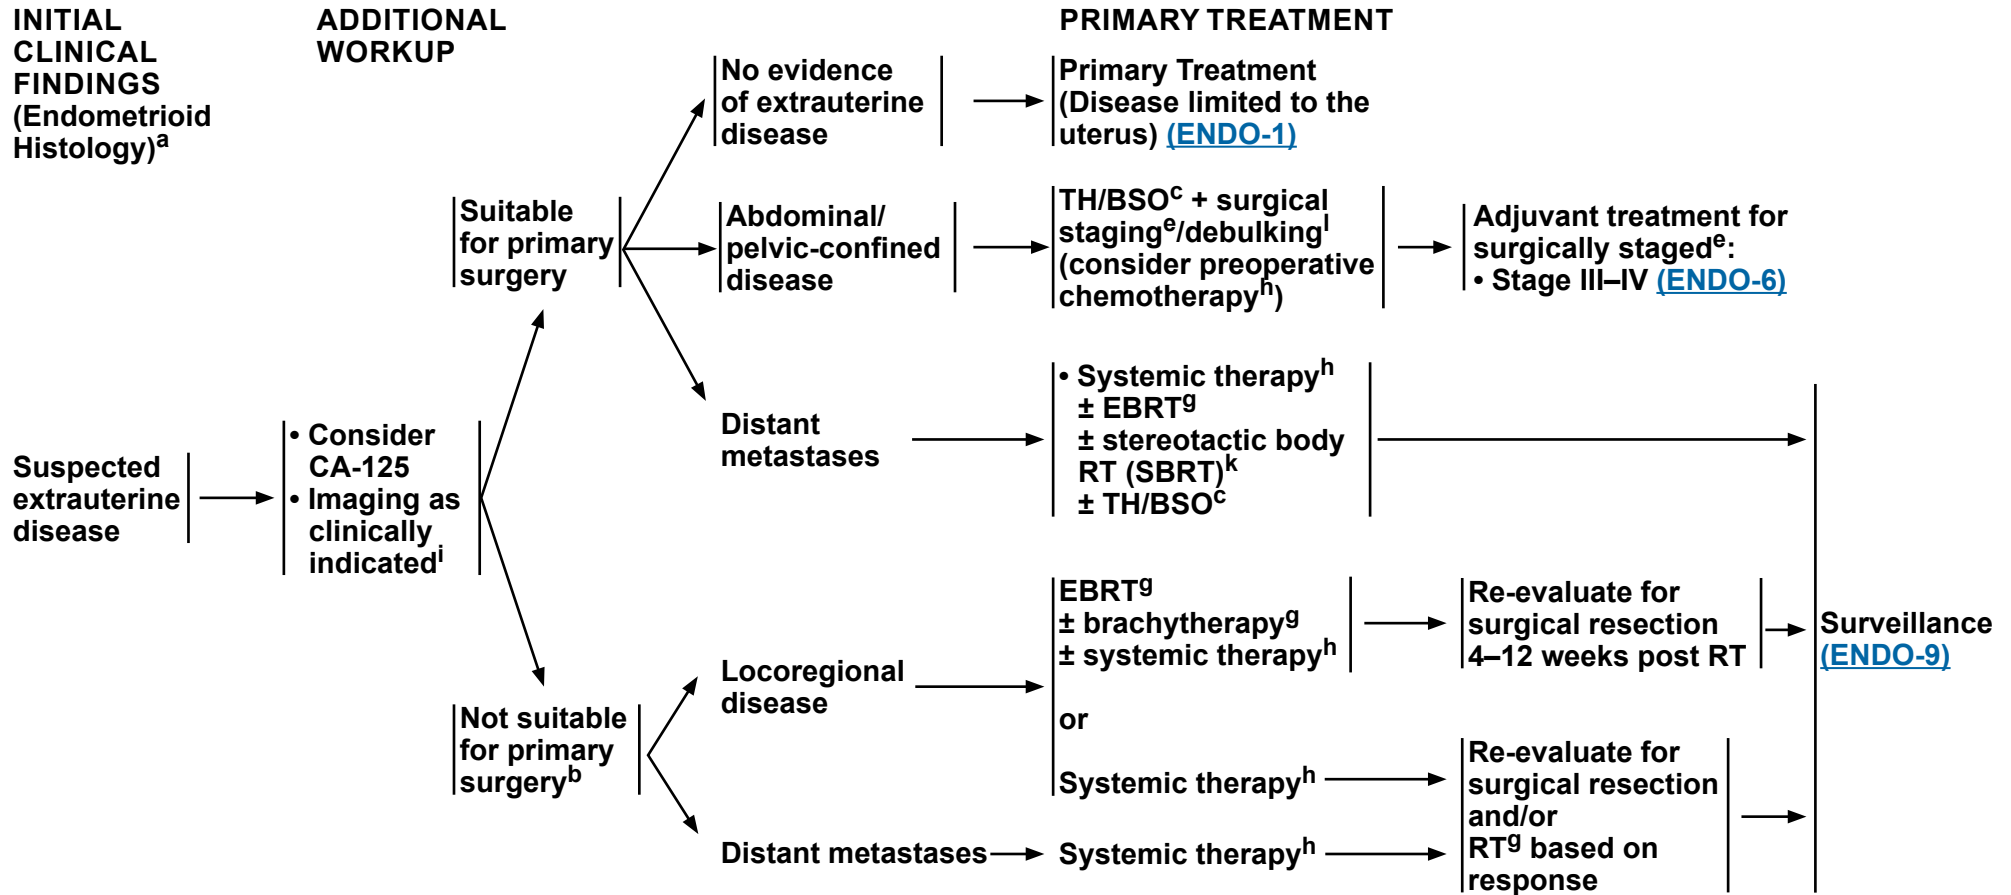 INITIAL
CLINICAL
FINDINGS
(Endometrioid
Histology)a
ADDITIONAL
WORKUP
PRIMARY TREATMENT
Suspected
extrauterine
disease
• Consider
CA-125
• Imaging as
clinically
indicatedi
Suitable
for primary
surgery
No evidence
of extrauterine
disease
Primary Treatment
(Disease limited to the
uterus) (ENDO-1)
Abdominal/
pelvic-confined
disease
TH/BSOc + surgical
staginge/debulkingl
(consider preoperative
chemotherapyh)
Adjuvant treatment for
surgically stagede:
• Stage III–IV (ENDO-6)
Distant
metastases
• Systemic therapyh
± EBRTg
± stereotactic body
RT (SBRT)k
± TH/BSOc
Not suitable
for primary
surgeryb
Locoregional
disease
EBRTg
± brachytherapyg
± systemic therapyh
or
Systemic therapyh
Re-evaluate for
surgical resection
4–12 weeks post RT
Distant metastases
Systemic therapyh
Re-evaluate for
surgical resection
and/or
RTg based on
response
Surveillance
(ENDO-9)